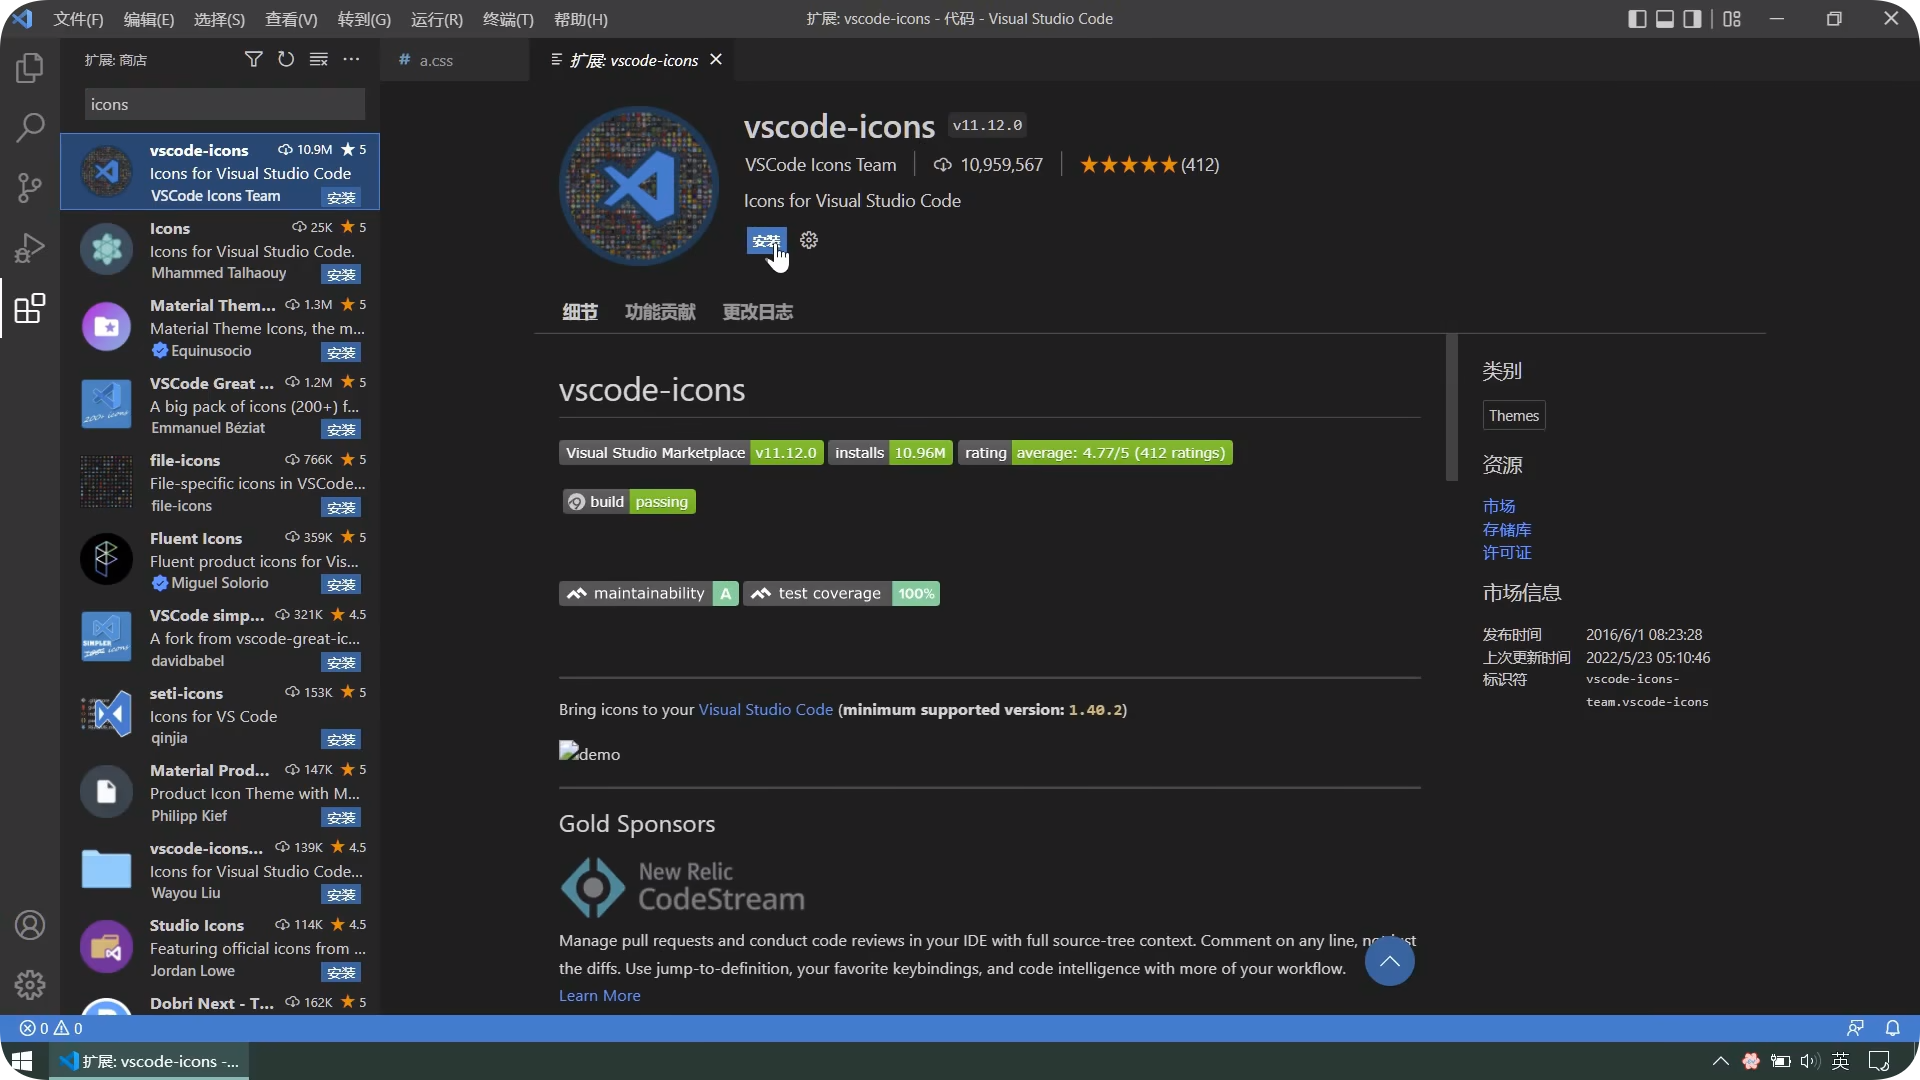 文件(F) 编辑(E) 选择(S) 查看(V) 转到(G) 运行(R) 终端(T) 帮助(H)
扩展: vscode-icons - 代码 - Visual Studio Code
扩展: 商店
# a.css
扩展: vscode-icons
icons
vscode-icons 10.9M ★ 5
Icons for Visual Studio Code
VSCode Icons Team 安装
Icons 25K ★ 5
Icons for Visual Studio Code.
Mhammed Talhaouy 安装
Material Them... 1.3M ★ 5
Material Theme Icons, the m...
Equinusocio 安装
VSCode Great ... 1.2M ★ 5
A big pack of icons (200+) f...
Emmanuel Béziat 安装
file-icons 766K ★ 5
File-specific icons in VSCode...
file-icons 安装
Fluent Icons 359K ★ 5
Fluent product icons for Vis...
Miguel Solorio 安装
VSCode simp... 321K ★ 4.5
A fork from vscode-great-ic...
davidbabel 安装
seti-icons 153K ★ 5
Icons for VS Code
qinjia 安装
Material Prod... 147K ★ 5
Product Icon Theme with M...
Philipp Kief 安装
vscode-icons... 139K ★ 4.5
Icons for Visual Studio Code...
Wayou Liu 安装
Studio Icons 114K ★ 4.5
Featuring official icons from ...
Jordan Lowe 安装
Dobri Next - T... 162K ★ 5
vscode-icons v11.12.0
VSCode Icons Team 10,959,567 ★★★★★(412)
Icons for Visual Studio Code
安装
细节 功能贡献 更改日志
vscode-icons
Visual Studio Marketplace v11.12.0 installs 10.96M rating average: 4.77/5 (412 ratings)
build passing
maintainability A test coverage 100%
Bring icons to your Visual Studio Code (minimum supported version: 1.40.2)
demo
Gold Sponsors
New Relic
CodeStream
Manage pull requests and conduct code reviews in your IDE with full source-tree context. Comment on any line, not just
the diffs. Use jump-to-definition, your favorite keybindings, and code intelligence with more of your workflow.
Learn More
类别
Themes
资源
市场
存储库
许可证
市场信息
发布时间 2016/6/1 08:23:28
上次更新时间 2022/5/23 05:10:46
标识符 vscode-icons-
team.vscode-icons
0 0
扩展: vscode-icons -...
英